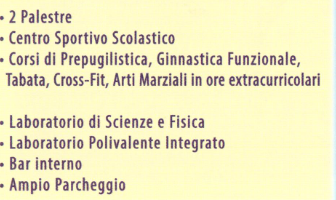 • 2 Palestre
• Centro Sportivo Scolastico
• Corsi di Prepugilistica, Ginnastica Funzionale,
Tabata, Cross-Fit, Arti Marziali in ore extracurricolari
• Laboratorio di Scienze e Fisica
• Laboratorio Polivalente Integrato
• Bar interno
• Ampio Parcheggio